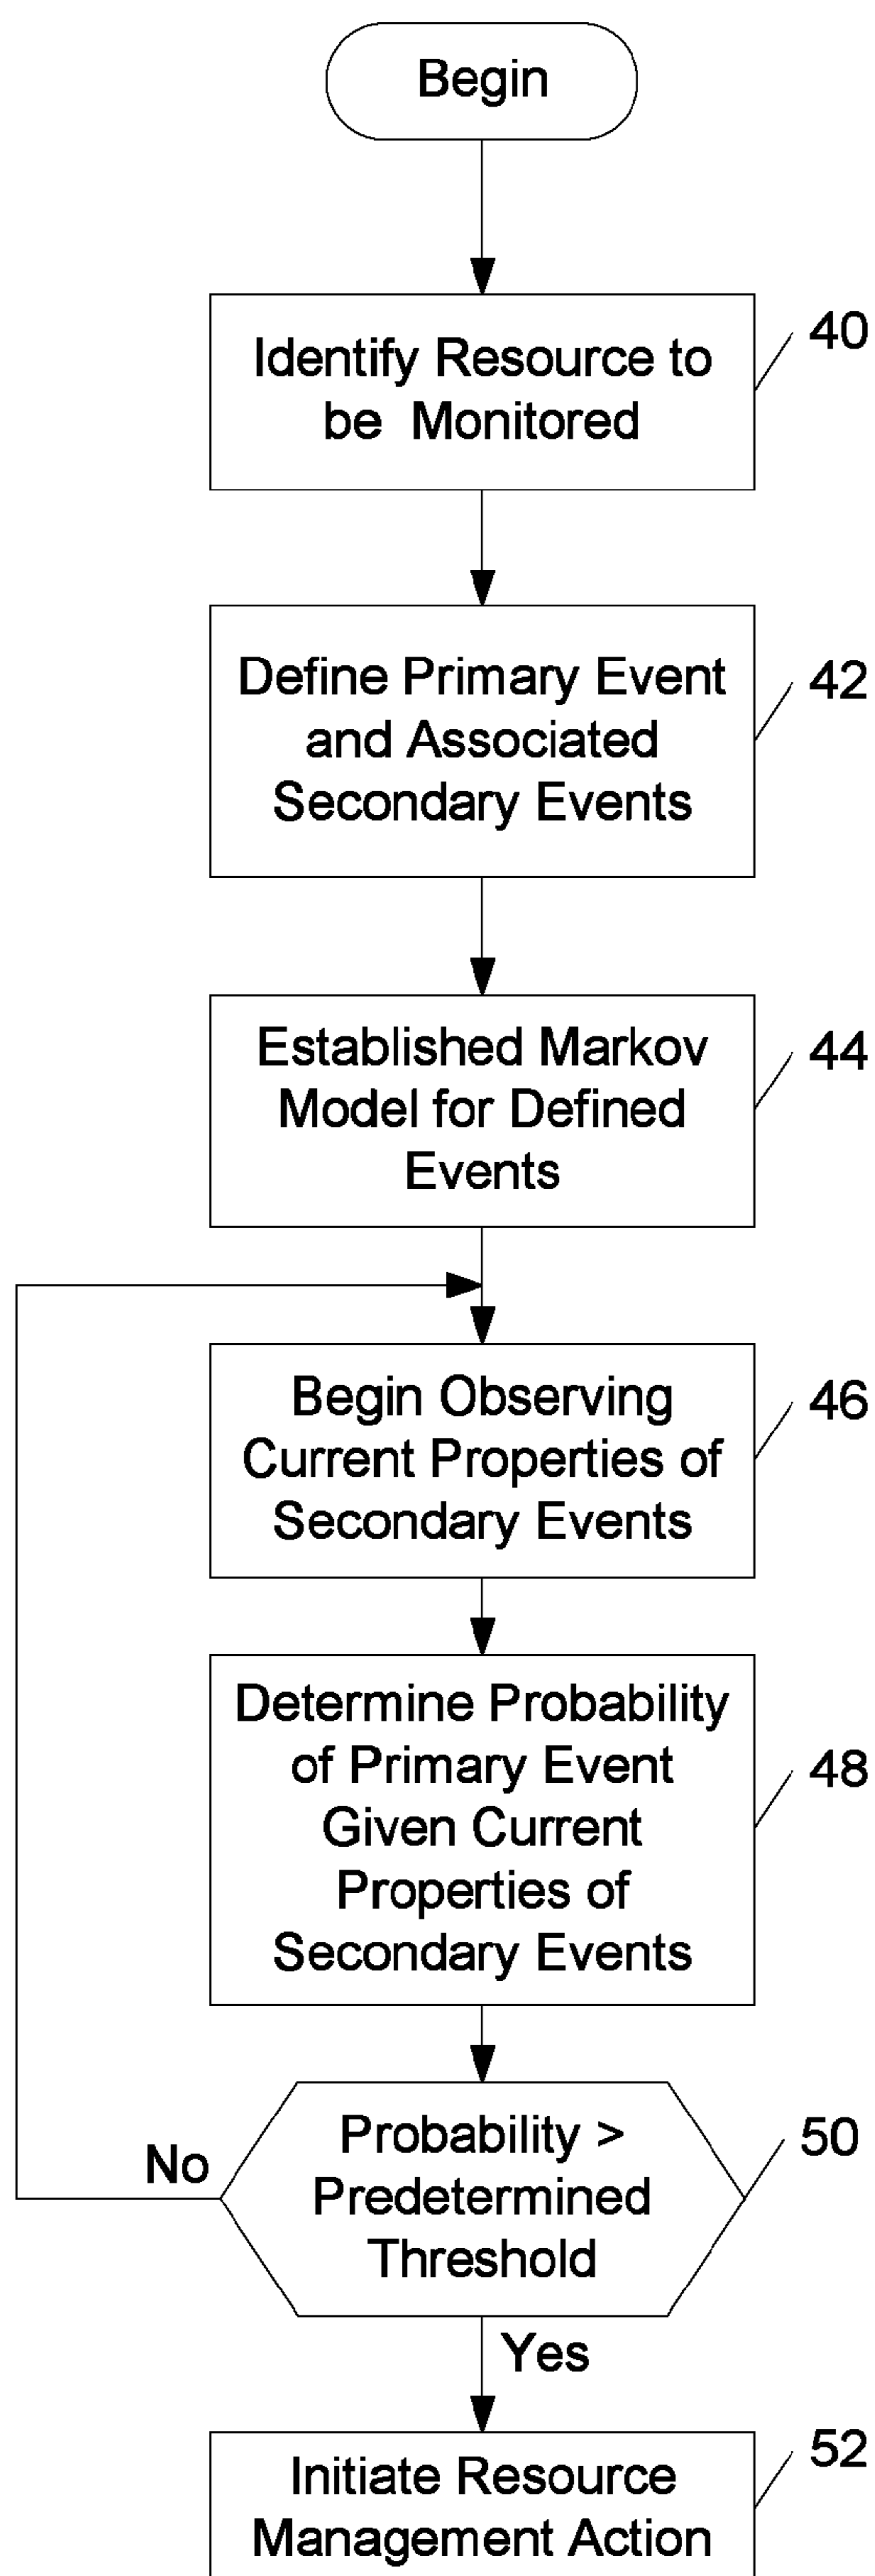 Begin
Identify Resource to
be Monitored
40
Define Primary Event
and Associated
Secondary Events
42
Established Markov
Model for Defined
Events
44
Begin Observing
Current Properties of
Secondary Events
46
Determine Probability
of Primary Event
Given Current
Properties of
Secondary Events
48
Probability >
Predetermined
Threshold
50
No
Yes
Initiate Resource
Management Action
52